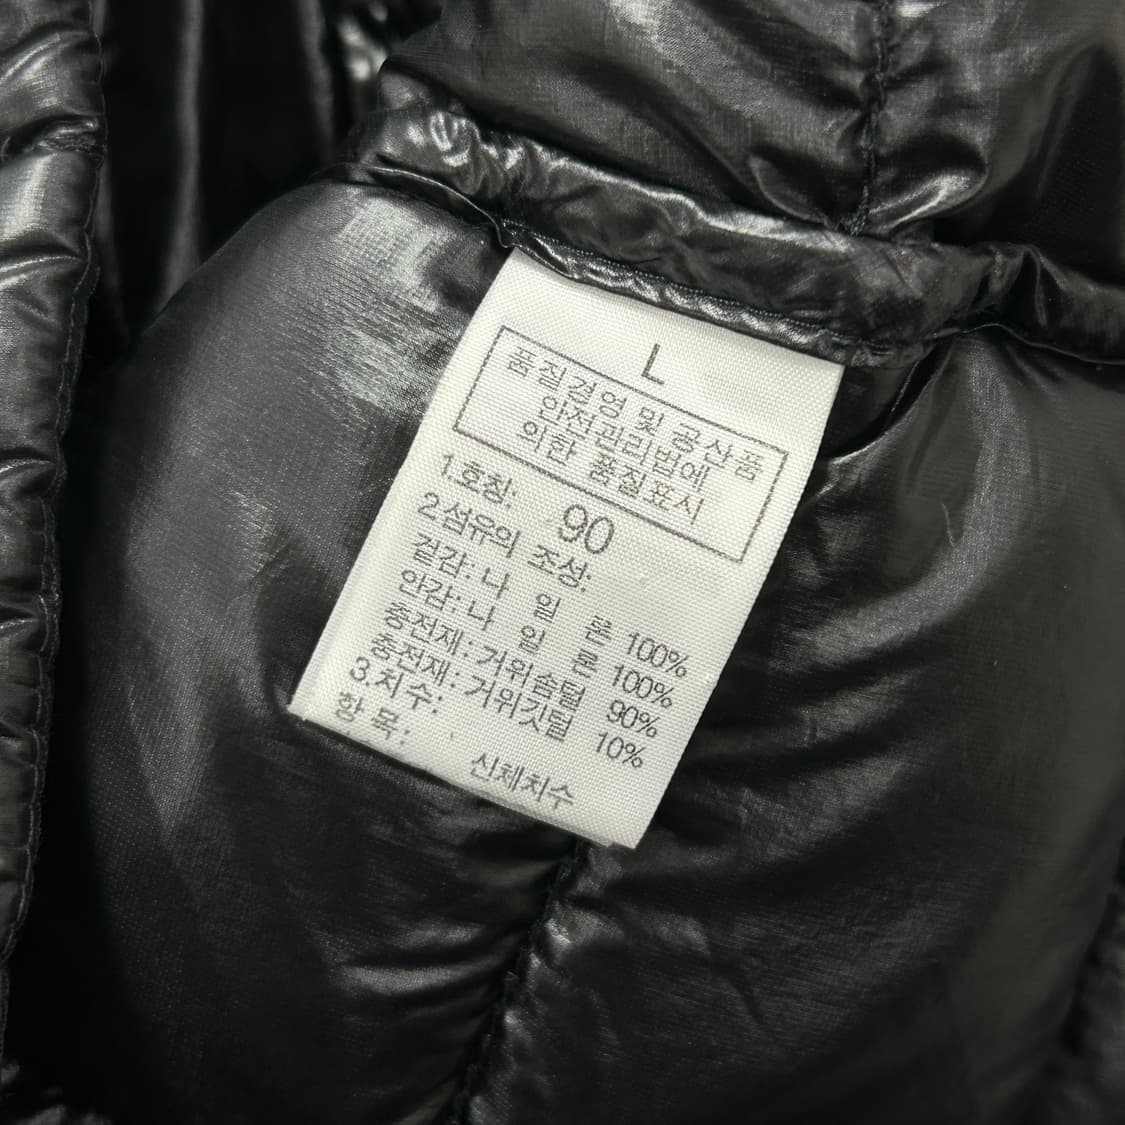 L
품질경영 및 공산품
안전관리법에
의한 품질표시
1.호칭: 90
2.섬유의 조성:
겉감: 나 일 론 100%
안감: 나 일 론 100%
충전재: 거위솜털 90%
충전재: 거위깃털 10%
3.치수:
항 목: 신체치수